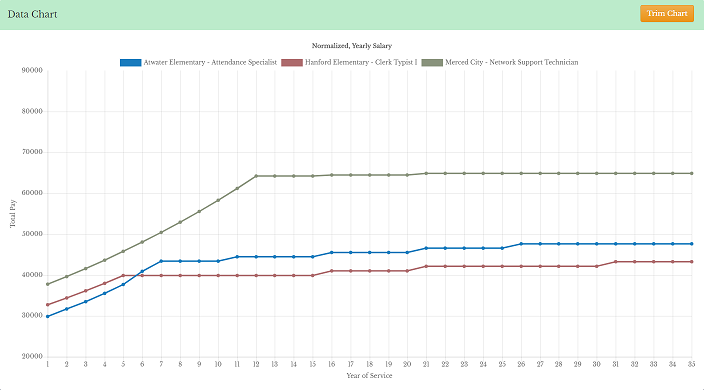 Data Chart
Trim Chart
Normalized, Yearly Salary
Atwater Elementary - Attendance Specialist
Hanford Elementary - Clerk Typist I
Merced City - Network Support Technician
90000
80000
70000
60000
50000
40000
30000
20000
Total Pay
1 2 3 4 5 6 7 8 9 10 11 12 13 14 15 16 17 18 19 20 21 22 23 24 25 26 27 28 29 30 31 32 33 34 35
Year of Service